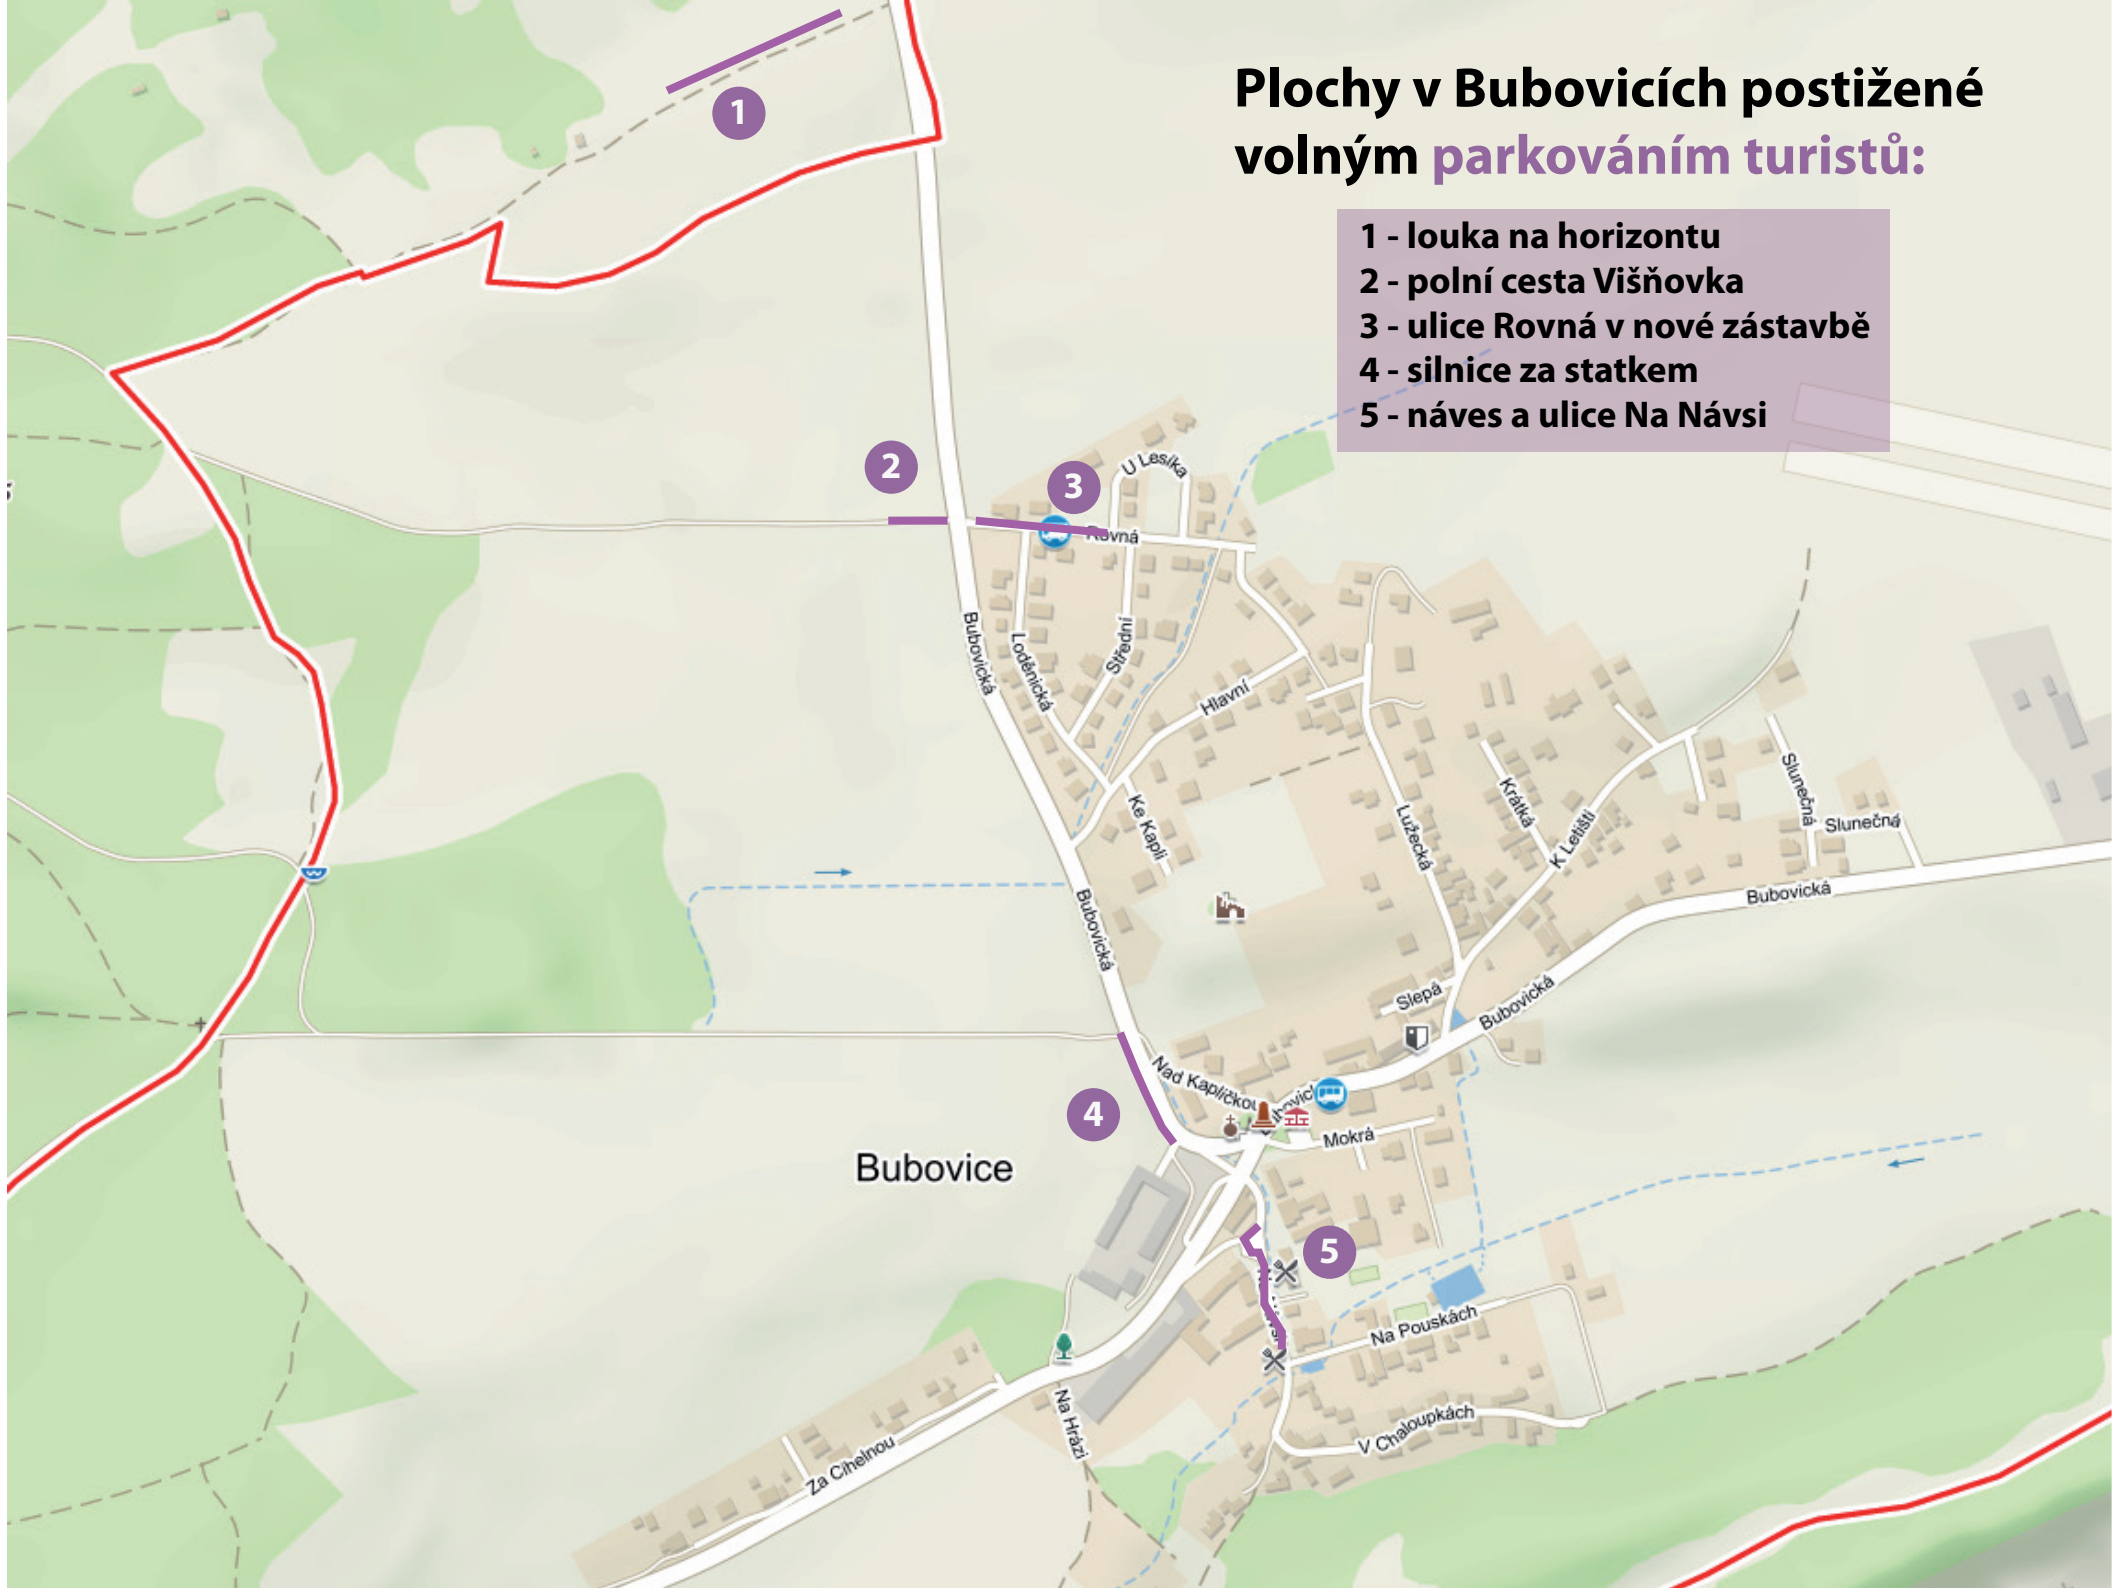 Plochy v Bubovicích postižené
volným parkováním turistů:
1 - louka na horizontu
2 - polní cesta Višňovka
3 - ulice Rovná v nové zástavbě
4 - silnice za statkem
5 - náves a ulice Na Návsi
1
2
3
U Lesíka
Rovná
Bubovická
Loděnická
Střední
Hlavní
Ke Kapli
Lužecká
Krátká
K Letišti
Slunečná
Slunečná
Bubovická
Bubovická
Slepá
Bubovická
Nad Kapličkou
Mokrá
4
Bubovice
5
Na Pouskách
Na Hrázi
V Chaloupkách
Za Cihelnou